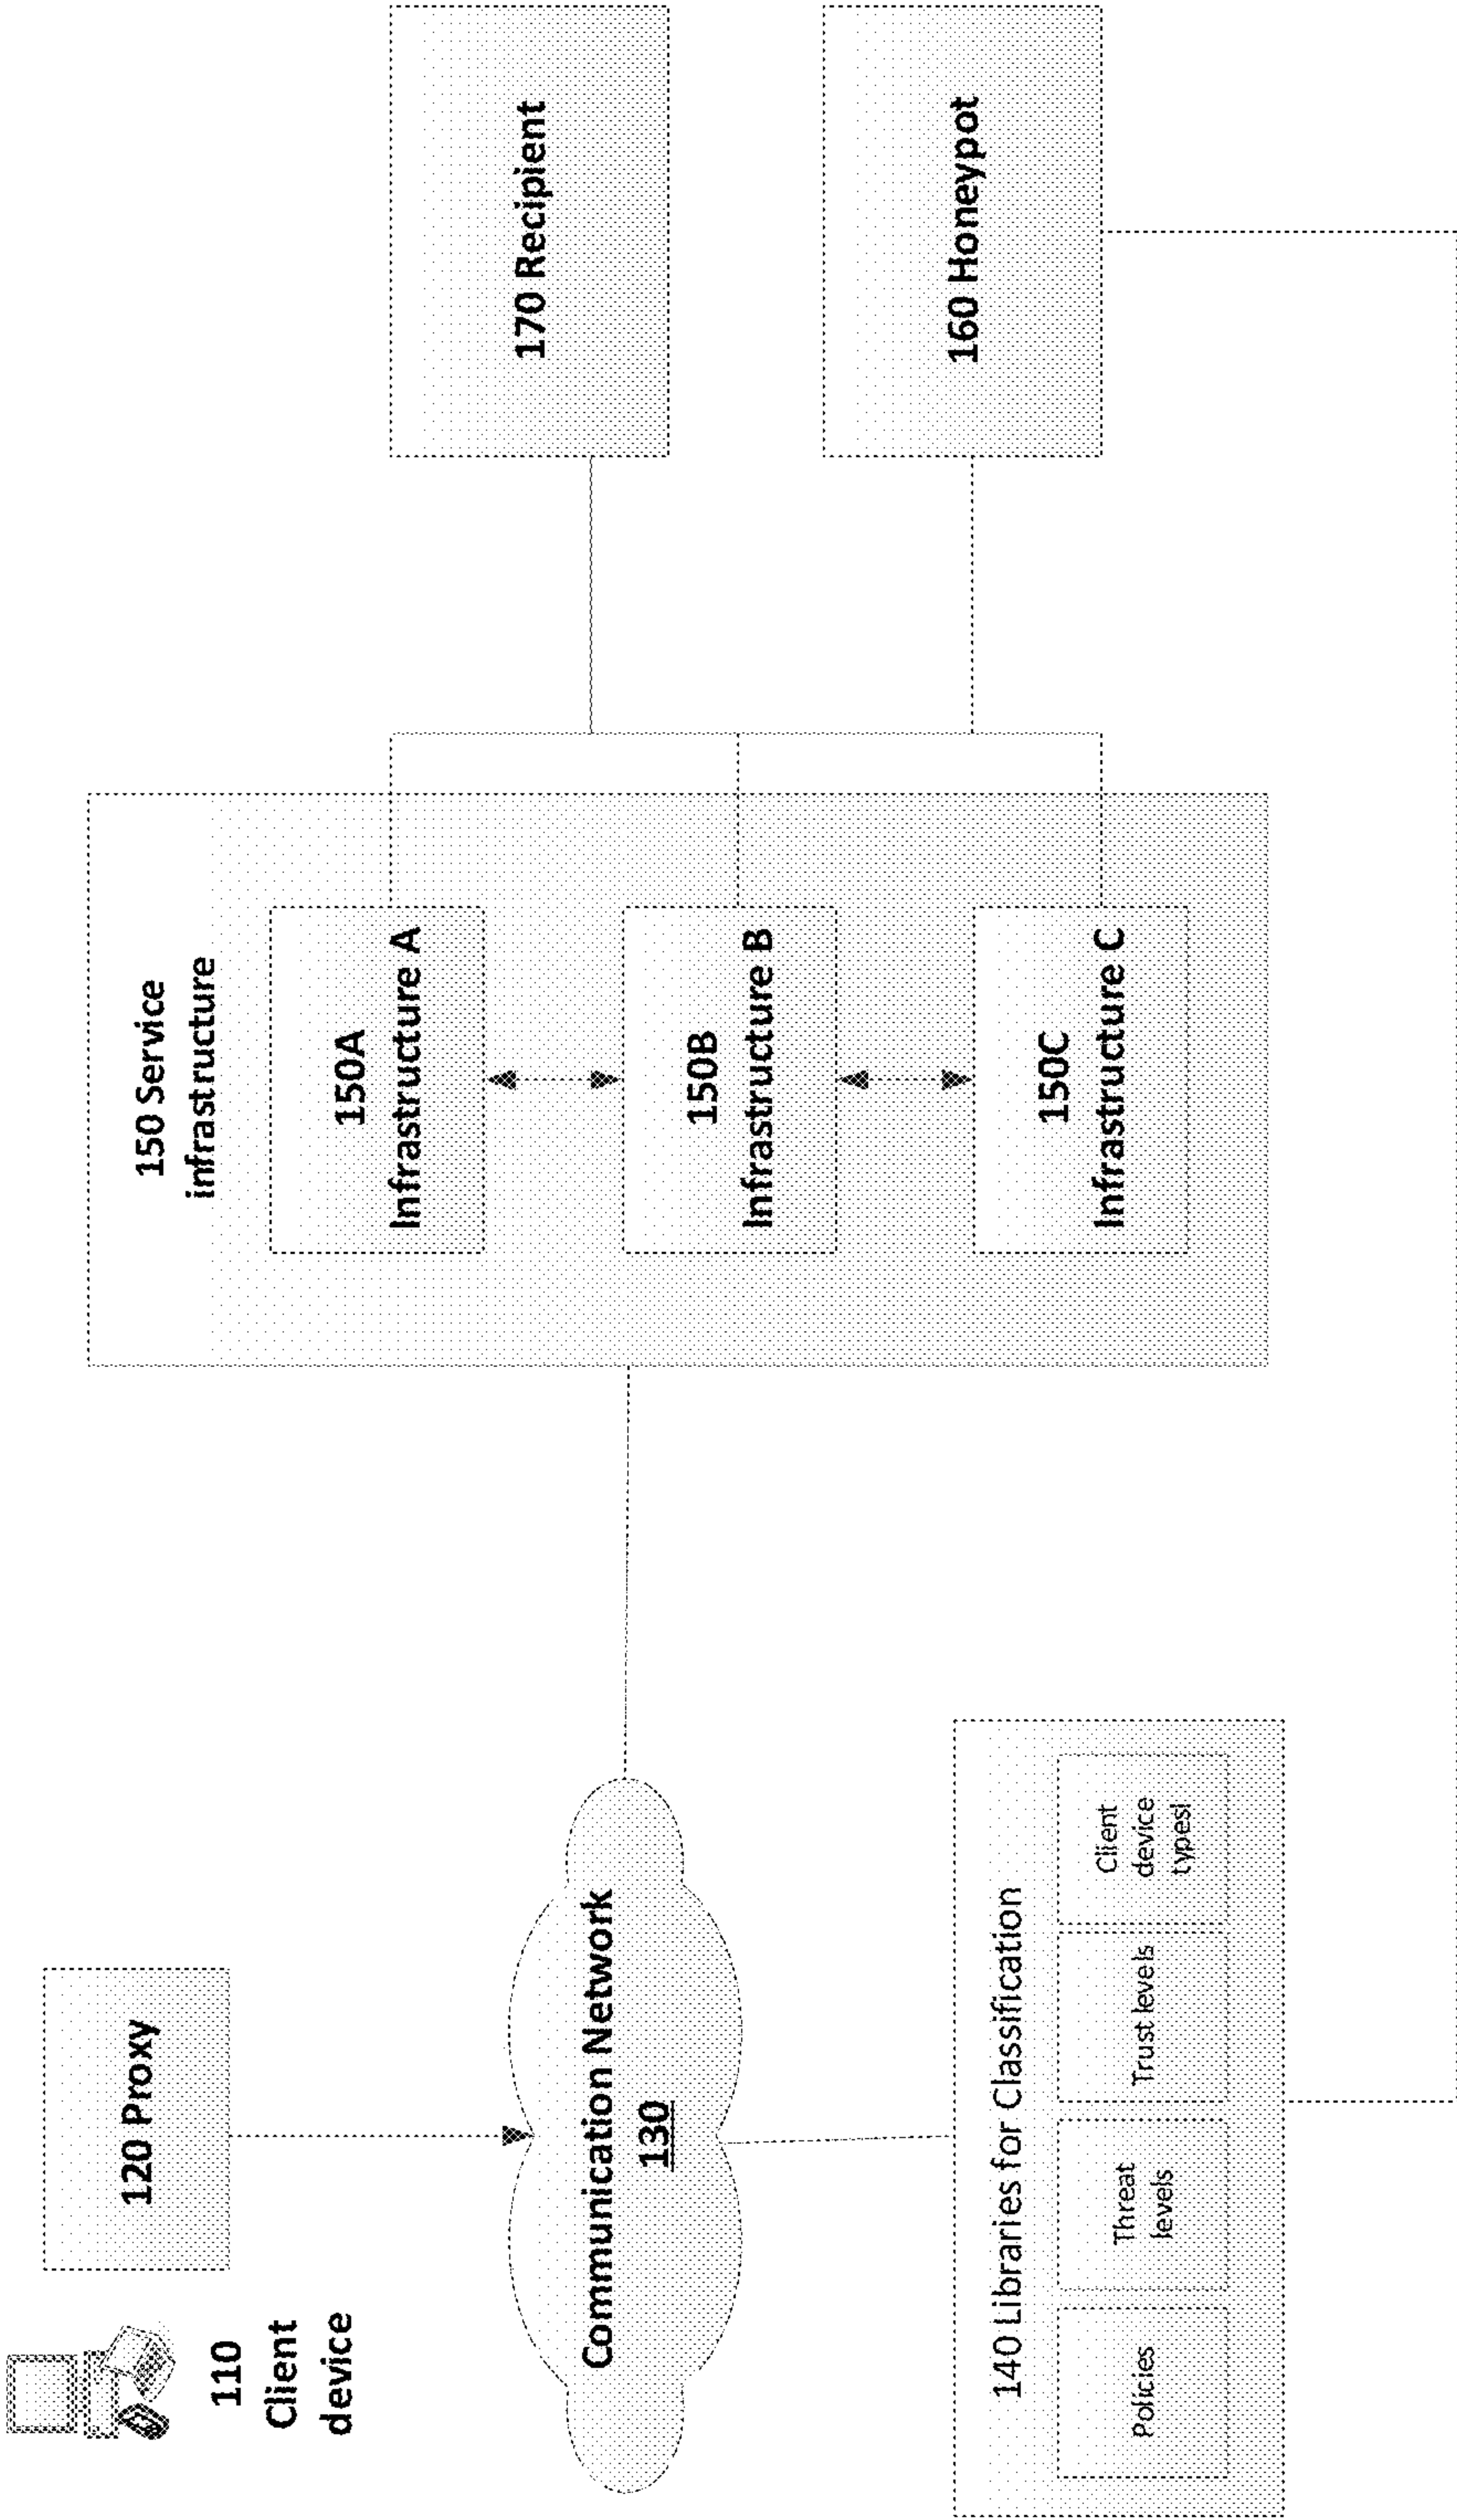 110
Client
device
120 Proxy
Communication Network
130
140 Libraries for Classification
Policies
Threat
levels
Trust levels
Client
device
types!
150 Service
infrastructure
150A
Infrastructure A
150B
Infrastructure B
150C
Infrastructure C
170 Recipient
160 Honeypot